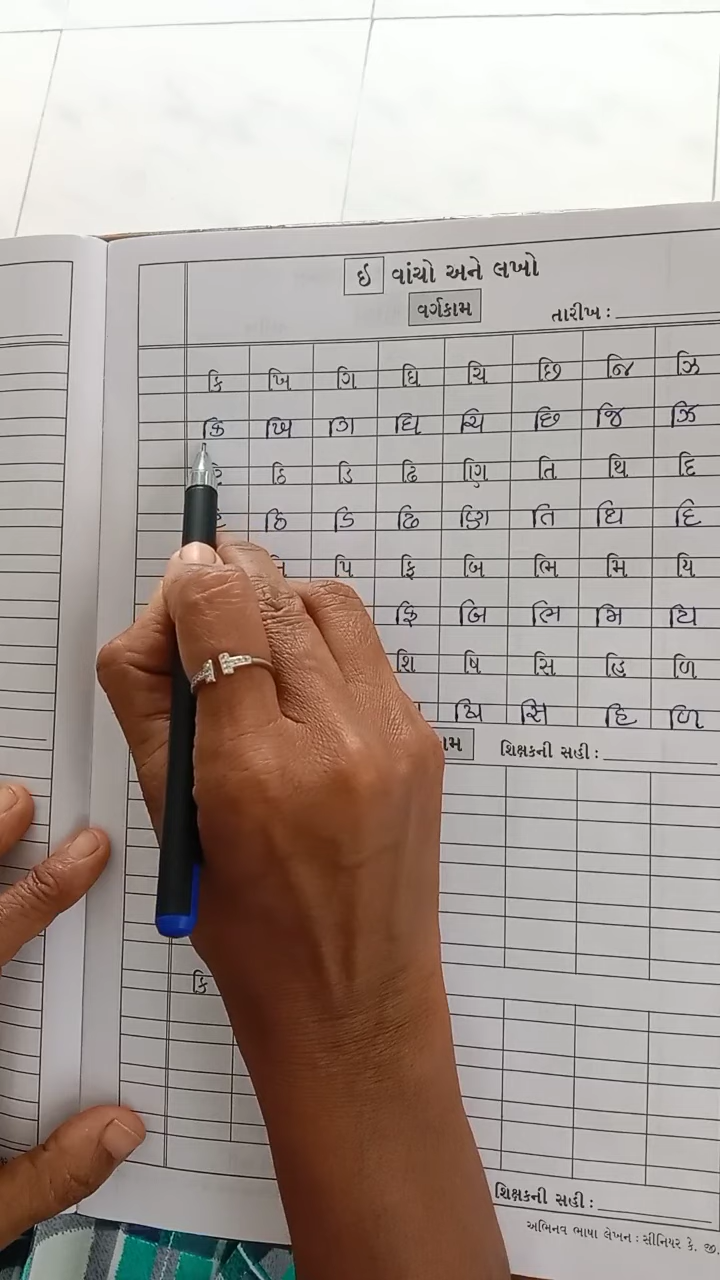 ઇ વાંચો અને લખો
વર્ગકામ
તારીખ :
કિ ખિ ગિ ઘિ ચિ છિ જિ ઝિ
કિ ખિ ગિ ઘિ ચિ છિ જિ ઝિ
ઠિ ડિ ઢિ ણિ તિ થિ દિ
ઠિ ડિ ઢિ ણિ તિ થિ દિ
પિ ફિ બિ ભિ મિ યિ
ફિ બિ ભિ મિ યિ
શિ ષિ સિ હિ ળિ
ષિ સિ હિ ળિ
શિક્ષકની સહી :
કિ
શિક્ષકની સહી :
અભિનવ ભાષા લેખન : સીનિયર કે. જી.